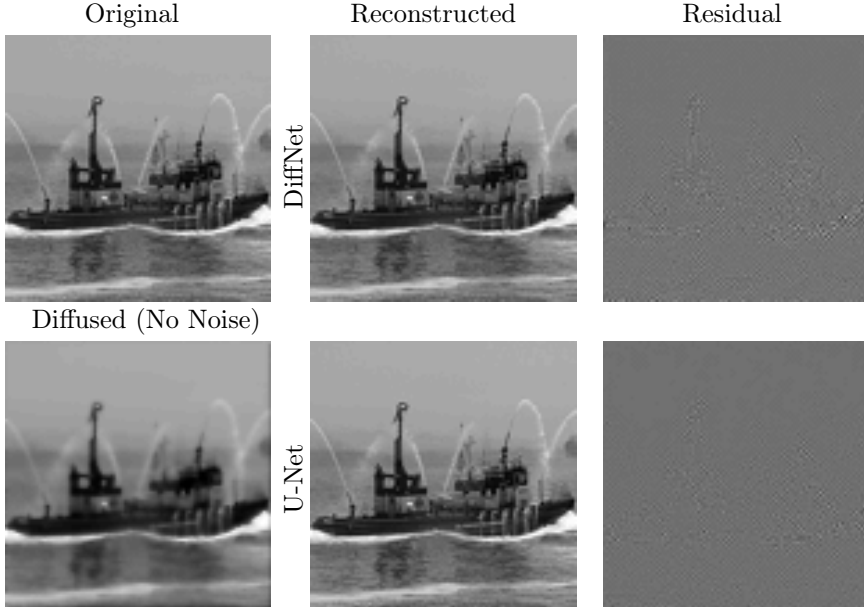 Original
Reconstructed
Residual
DiffNet
Diffused (No Noise)
U-Net